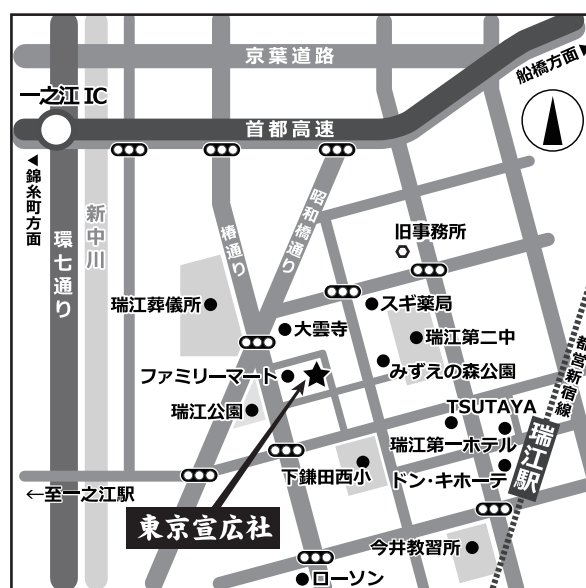 京葉道路
船橋方面▶
一之江 IC
首都高速
◀錦糸町方面
環七通り
新中川
椿通り
昭和橋通り
旧事務所
瑞江葬儀所
スギ薬局
大雲寺
瑞江第二中
都営新宿線
ファミリーマート
みずえの森公園
瑞江公園
TSUTAYA
瑞江第一ホテル
瑞江駅
下鎌田西小
ドン・キホーテ
←至一之江駅
東京宣広社
今井教習所
ローソン